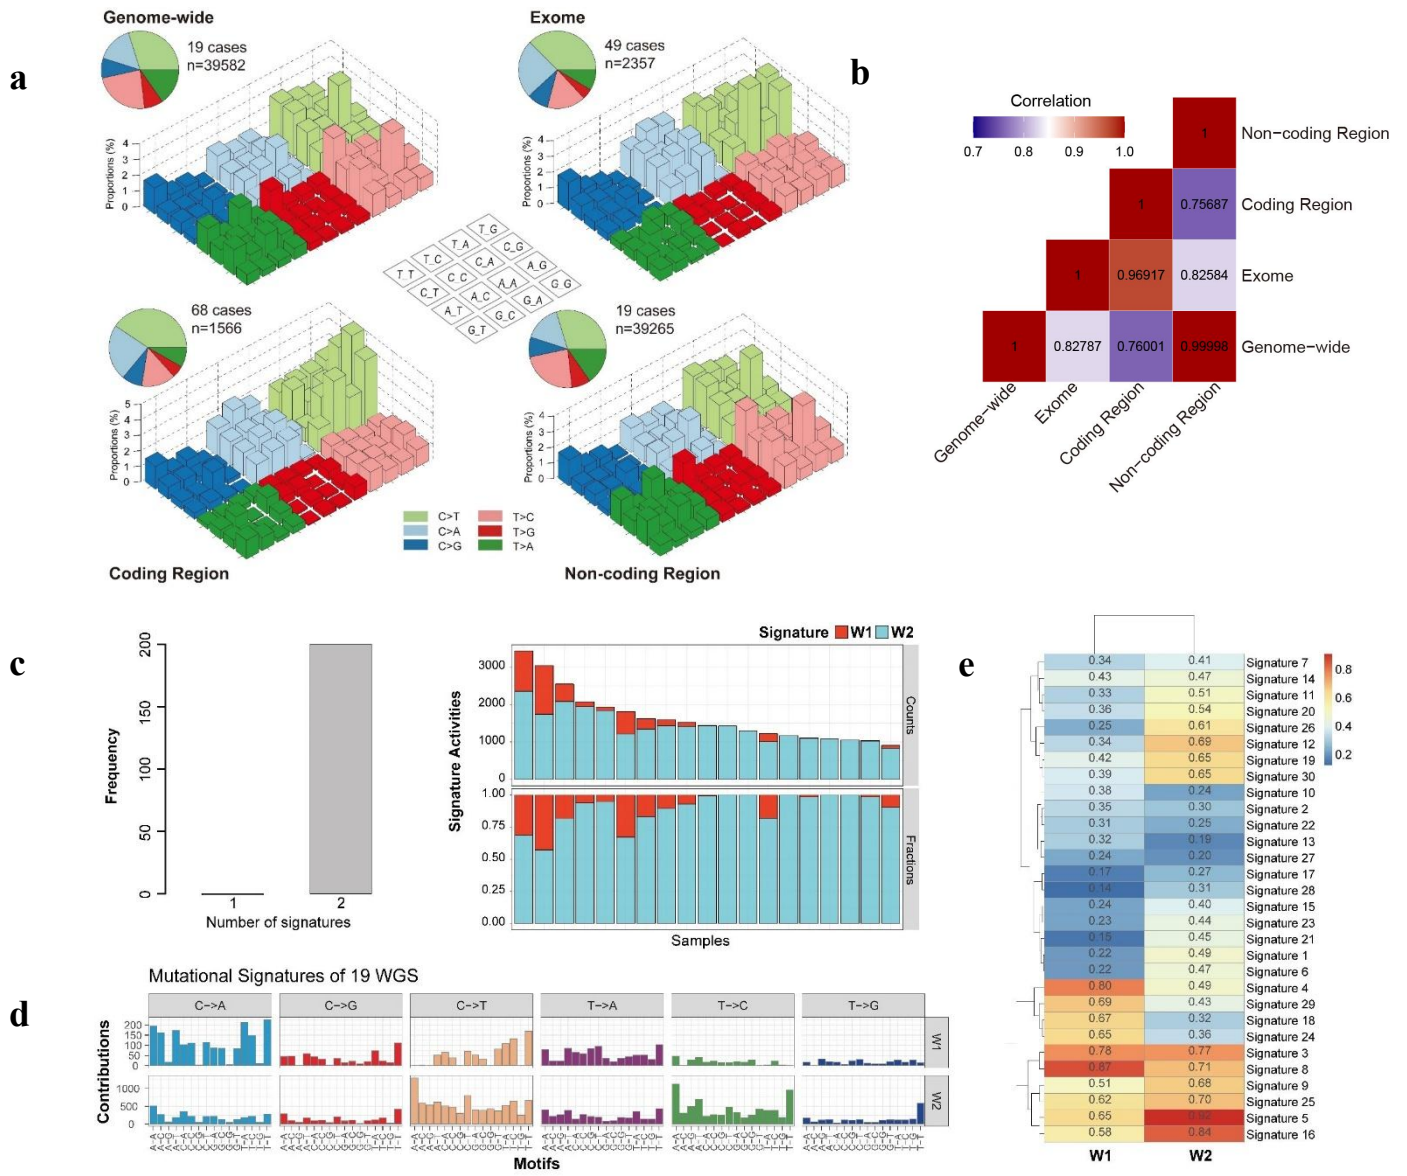 a
Genome-wide
19 cases
n=39582
Proportions (%)
4
3
2
1
0
Exome
49 cases
n=2357
Proportions (%)
4
3
2
1
0
T_G
T_A
C_G
T_C
C_A
A_G
T_T
C_C
A_A
G_G
C_T
A_C
G_A
A_T
G_C
G_T
68 cases
n=1566
Proportions (%)
5
4
3
2
1
0
Coding Region
19 cases
n=39265
Proportions (%)
4
3
2
1
0
Non-coding Region
C>T
T>C
C>A
T>G
C>G
T>A
b
Correlation
0.7 0.8 0.9 1.0
1 Non-coding Region
1 0.75687 Coding Region
1 0.96917 0.82584 Exome
1 0.82787 0.76001 0.99998 Genome-wide
Genome-wide
Exome
Coding Region
Non-coding Region
c
Frequency
200
150
100
50
0
1 2
Number of signatures
Signature W1 W2
Signature Activities
3000
2000
1000
0
Counts
1.00
0.75
0.50
0.25
0.00
Fractions
Samples
d
Mutational Signatures of 19 WGS
C->A C->G C->T T->A T->C T->G
Contributions
200
150
100
50
0
W1
1000
500
0
W2
Motifs
e
0.34 0.41 Signature 7
0.43 0.47 Signature 14
0.33 0.51 Signature 11
0.36 0.54 Signature 20
0.25 0.61 Signature 26
0.34 0.69 Signature 12
0.42 0.65 Signature 19
0.39 0.65 Signature 30
0.38 0.24 Signature 10
0.35 0.30 Signature 2
0.31 0.25 Signature 22
0.32 0.19 Signature 13
0.24 0.20 Signature 27
0.17 0.27 Signature 17
0.14 0.31 Signature 28
0.24 0.40 Signature 15
0.23 0.44 Signature 23
0.15 0.45 Signature 21
0.22 0.49 Signature 1
0.22 0.47 Signature 6
0.80 0.49 Signature 4
0.69 0.43 Signature 29
0.67 0.32 Signature 18
0.65 0.36 Signature 24
0.78 0.77 Signature 3
0.87 0.71 Signature 8
0.51 0.68 Signature 9
0.62 0.70 Signature 25
0.65 Signature 5
0.58 0.84 Signature 16
W1 W2
0.8
0.6
0.4
0.2